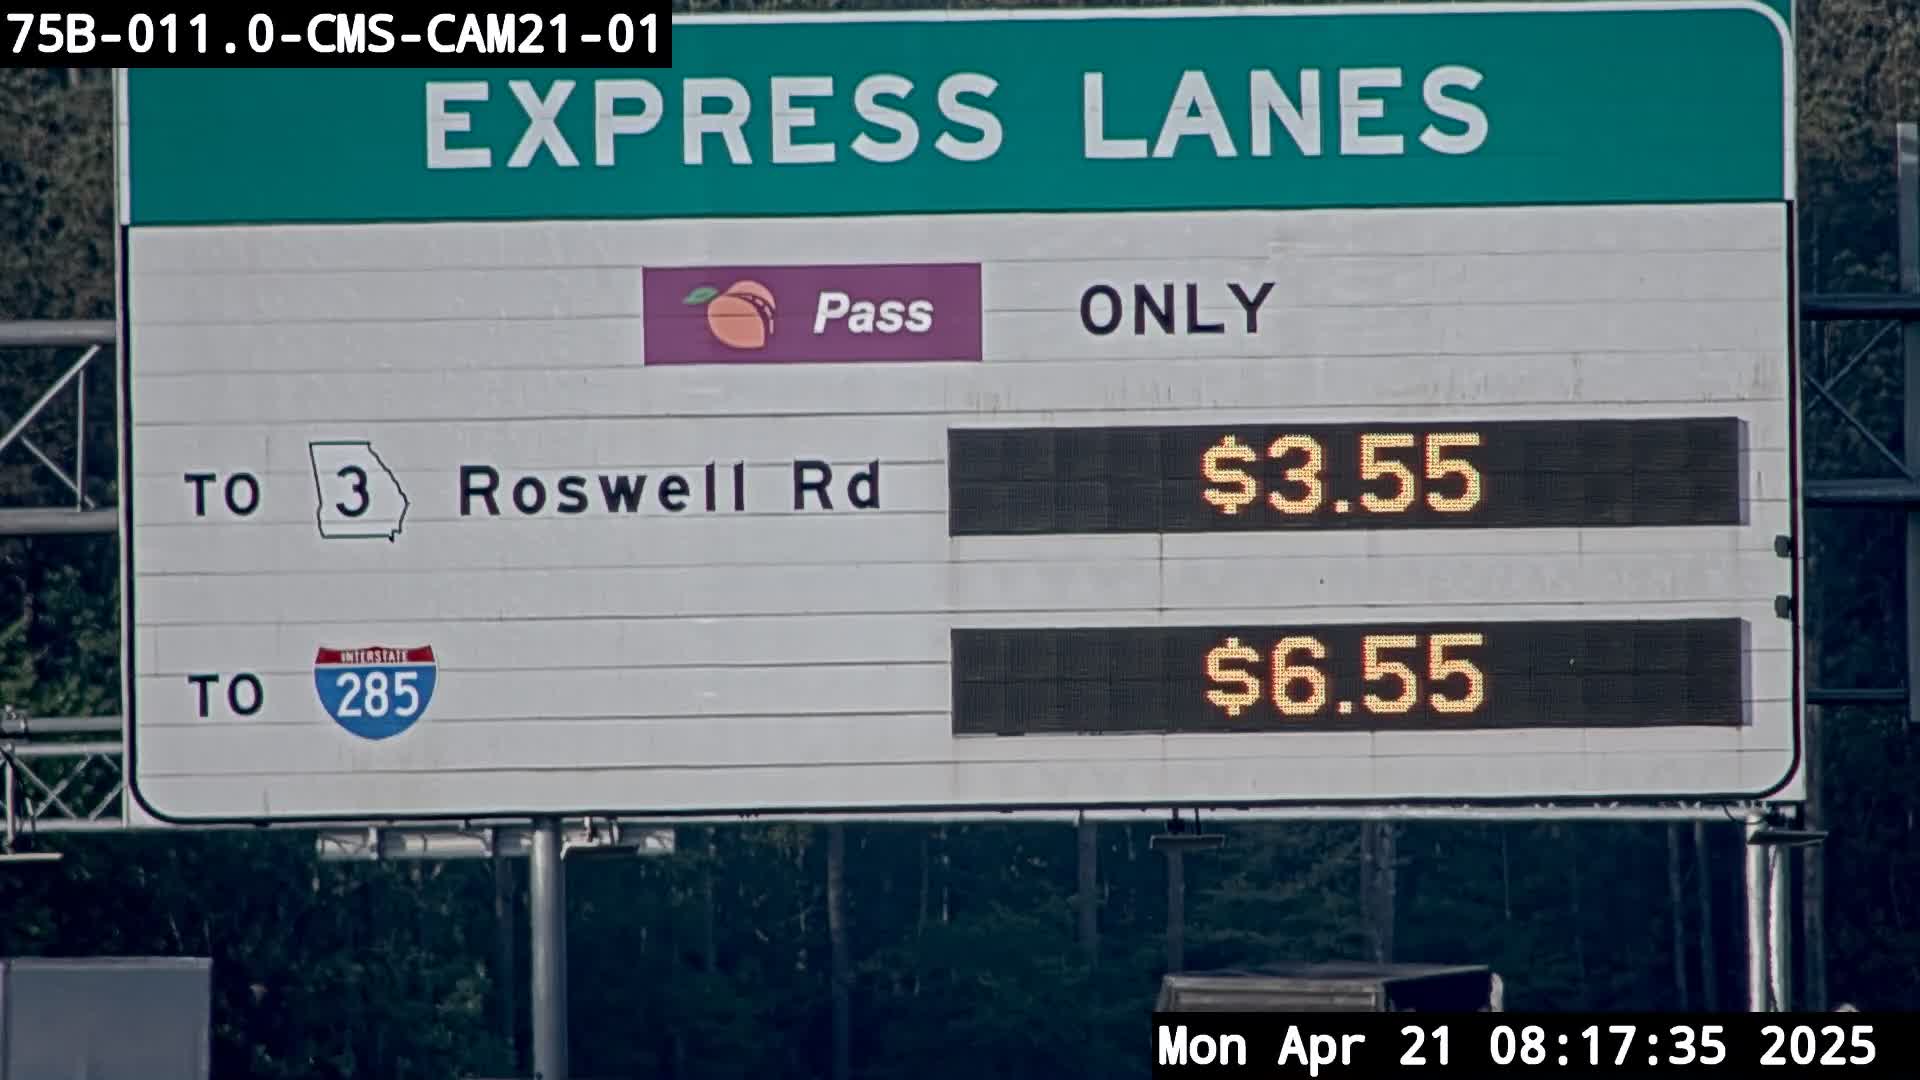 75B-011.0-CMS-CAM21-01
EXPRESS LANES
Pass ONLY
TO 3 Roswell Rd $3.55
INTERSTATE
TO 285 $6.55
Mon Apr 21 08:17:35 2025